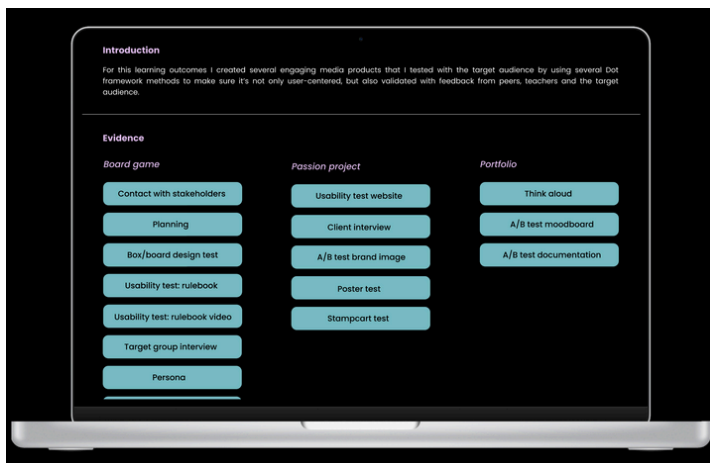 Introduction
For this learning outcomes I created several engaging media products that I tested with the target audience by using several Dot
framework methods to make sure it's not only user-centered, but also validated with feedback from peers, teachers and the target
audience.
Evidence
Board game
Contact with stakeholders
Planning
Box/board design test
Usability test: rulebook
Usability test: rulebook video
Target group interview
Persona
Passion project
Usability test website
Client interview
A/B test brand image
Poster test
Stampcart test
Portfolio
Think aloud
A/B test moodboard
A/B test documentation